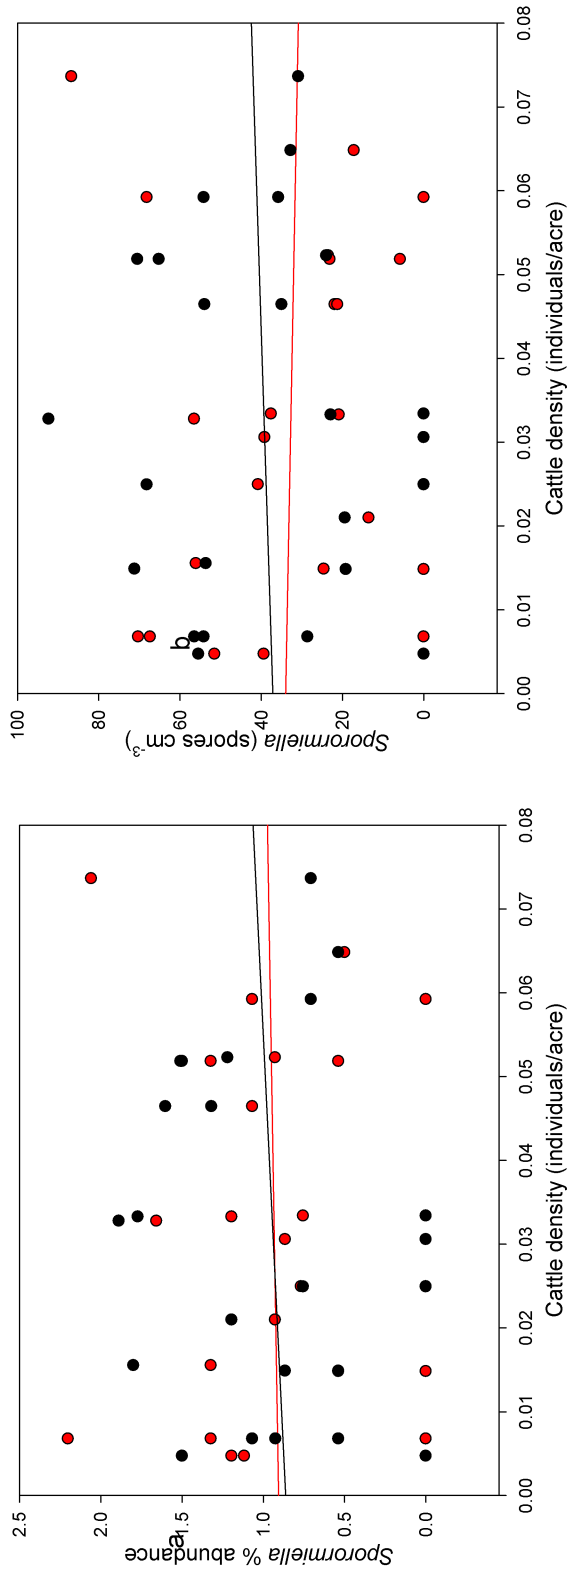 a
Sporormiella % abundance
2.5
2.0
1.5
1.0
0.5
0.0
0.00 0.01 0.02 0.03 0.04 0.05 0.06 0.07 0.08
Cattle density (individuals/acre)
b
Sporormiella (spores cm-3)
100
80
60
40
20
0
0.00 0.01 0.02 0.03 0.04 0.05 0.06 0.07 0.08
Cattle density (individuals/acre)